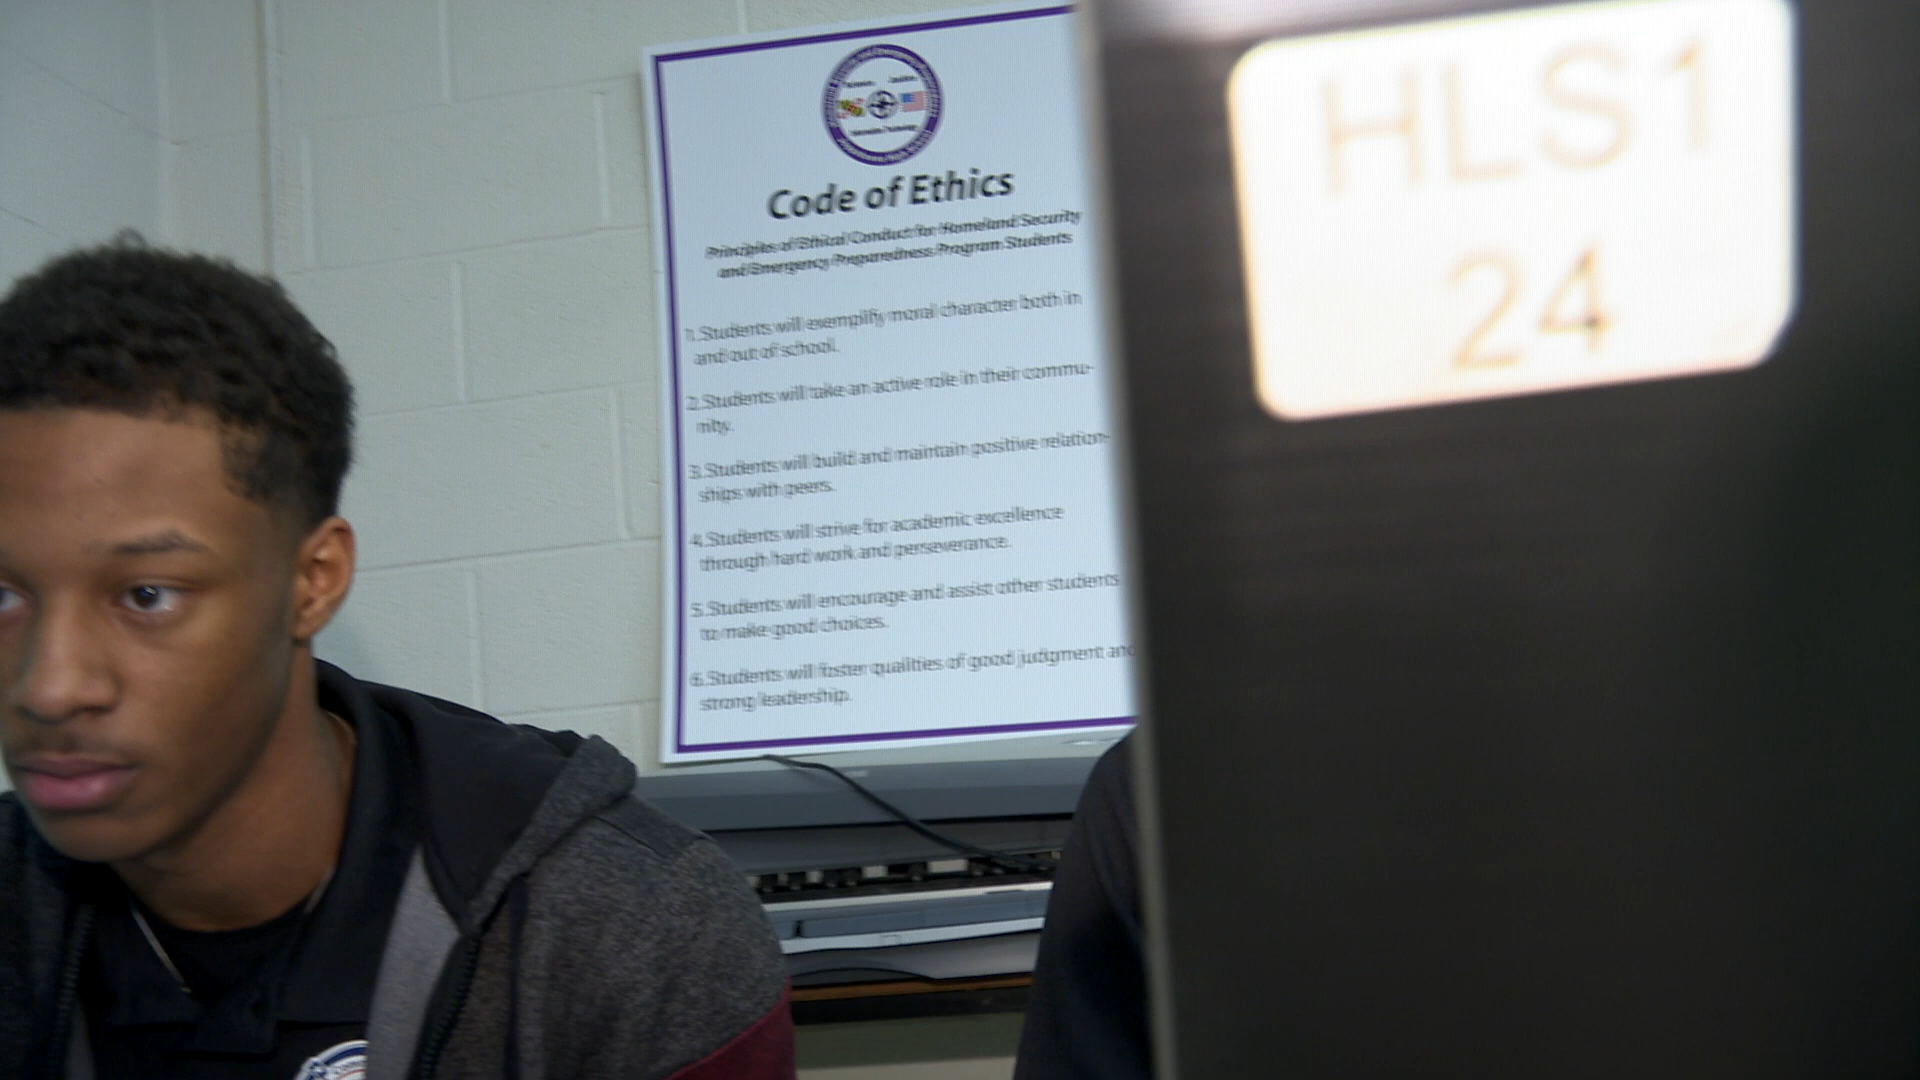 Code of Ethics
Principles of Ethical Conduct for Homeland Security
and Emergency Preparedness Program Students
1. Students will exemplify moral character both in
and out of school.
2. Students will take an active role in their commu-
nity.
3. Students will build and maintain positive relation-
ships with peers.
4. Students will strive for academic excellence
through hard work and perseverance.
5. Students will encourage and assist other students
to make good choices.
6. Students will foster qualities of good judgment and
strong leadership.
HLS1
24